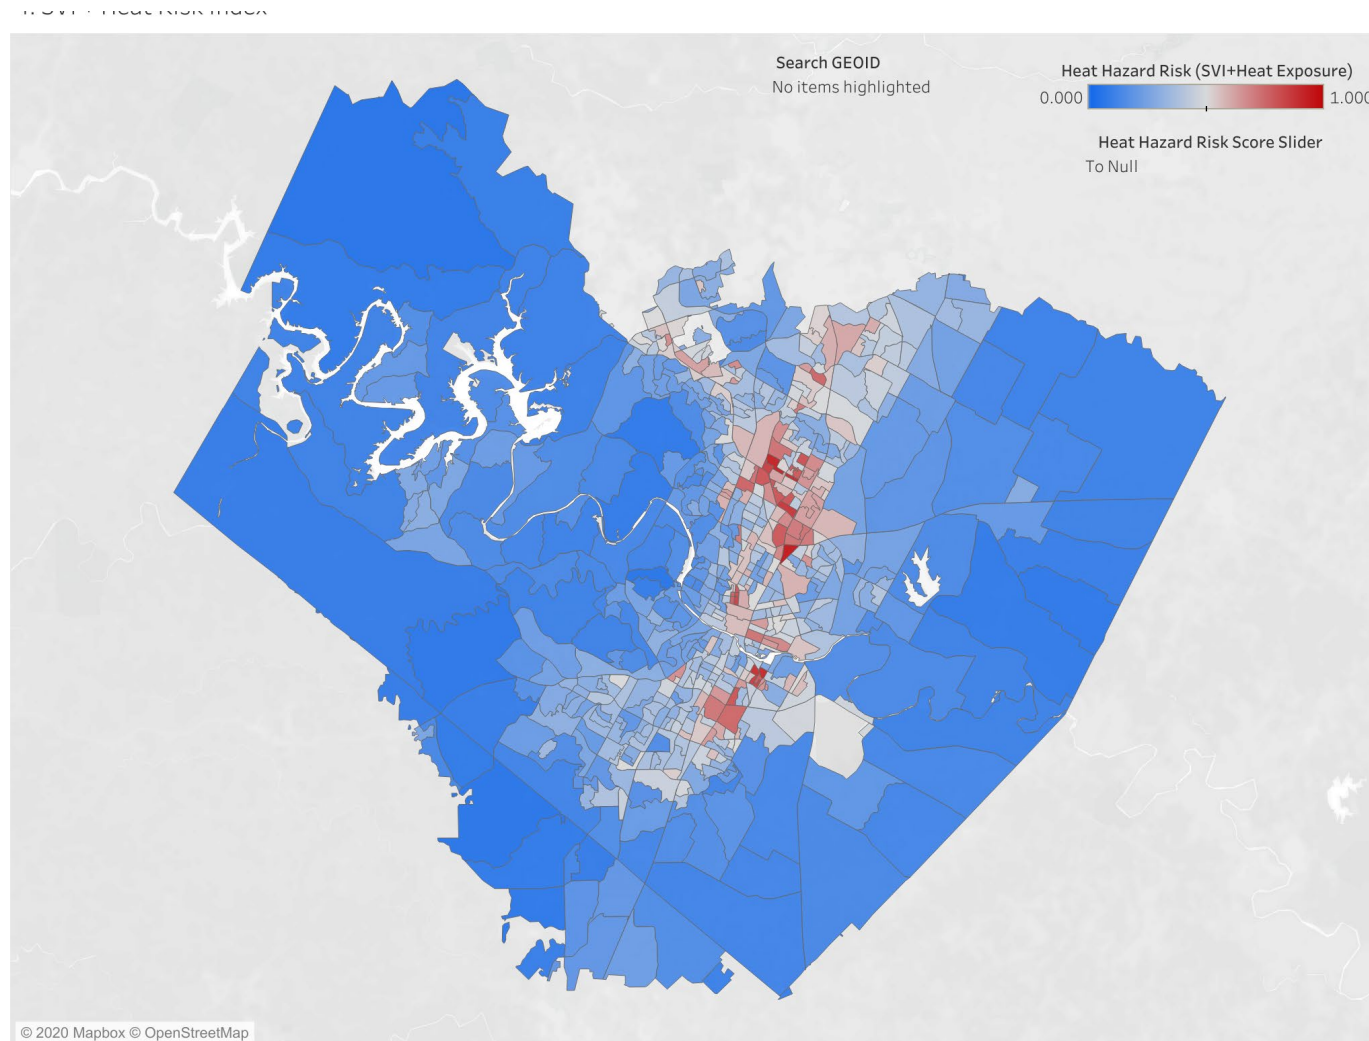 Search GEOID
No items highlighted
Heat Hazard Risk (SVI+Heat Exposure)
0.000
Heat Hazard Risk Score Slider
To Null
© 2020 Mapbox © OpenStreetMap